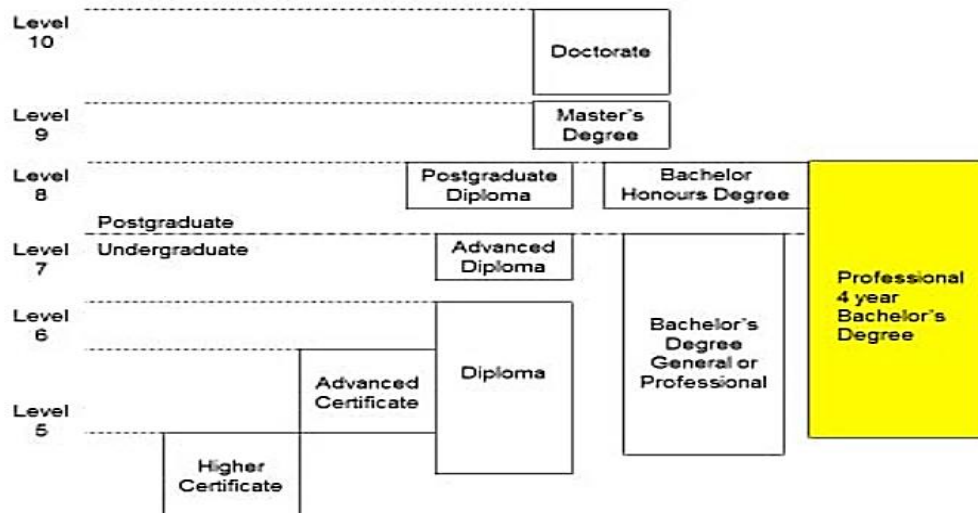 Level
10
Doctorate
Level
9
Master's
Degree
Level
8
Postgraduate
Diploma
Bachelor
Honours Degree
Postgraduate
Undergraduate
Level
7
Advanced
Diploma
Professional
4 year
Bachelor's
Degree
Level
6
Bachelor's
Degree
General or
Professional
Diploma
Advanced
Certificate
Level
5
Higher
Certificate